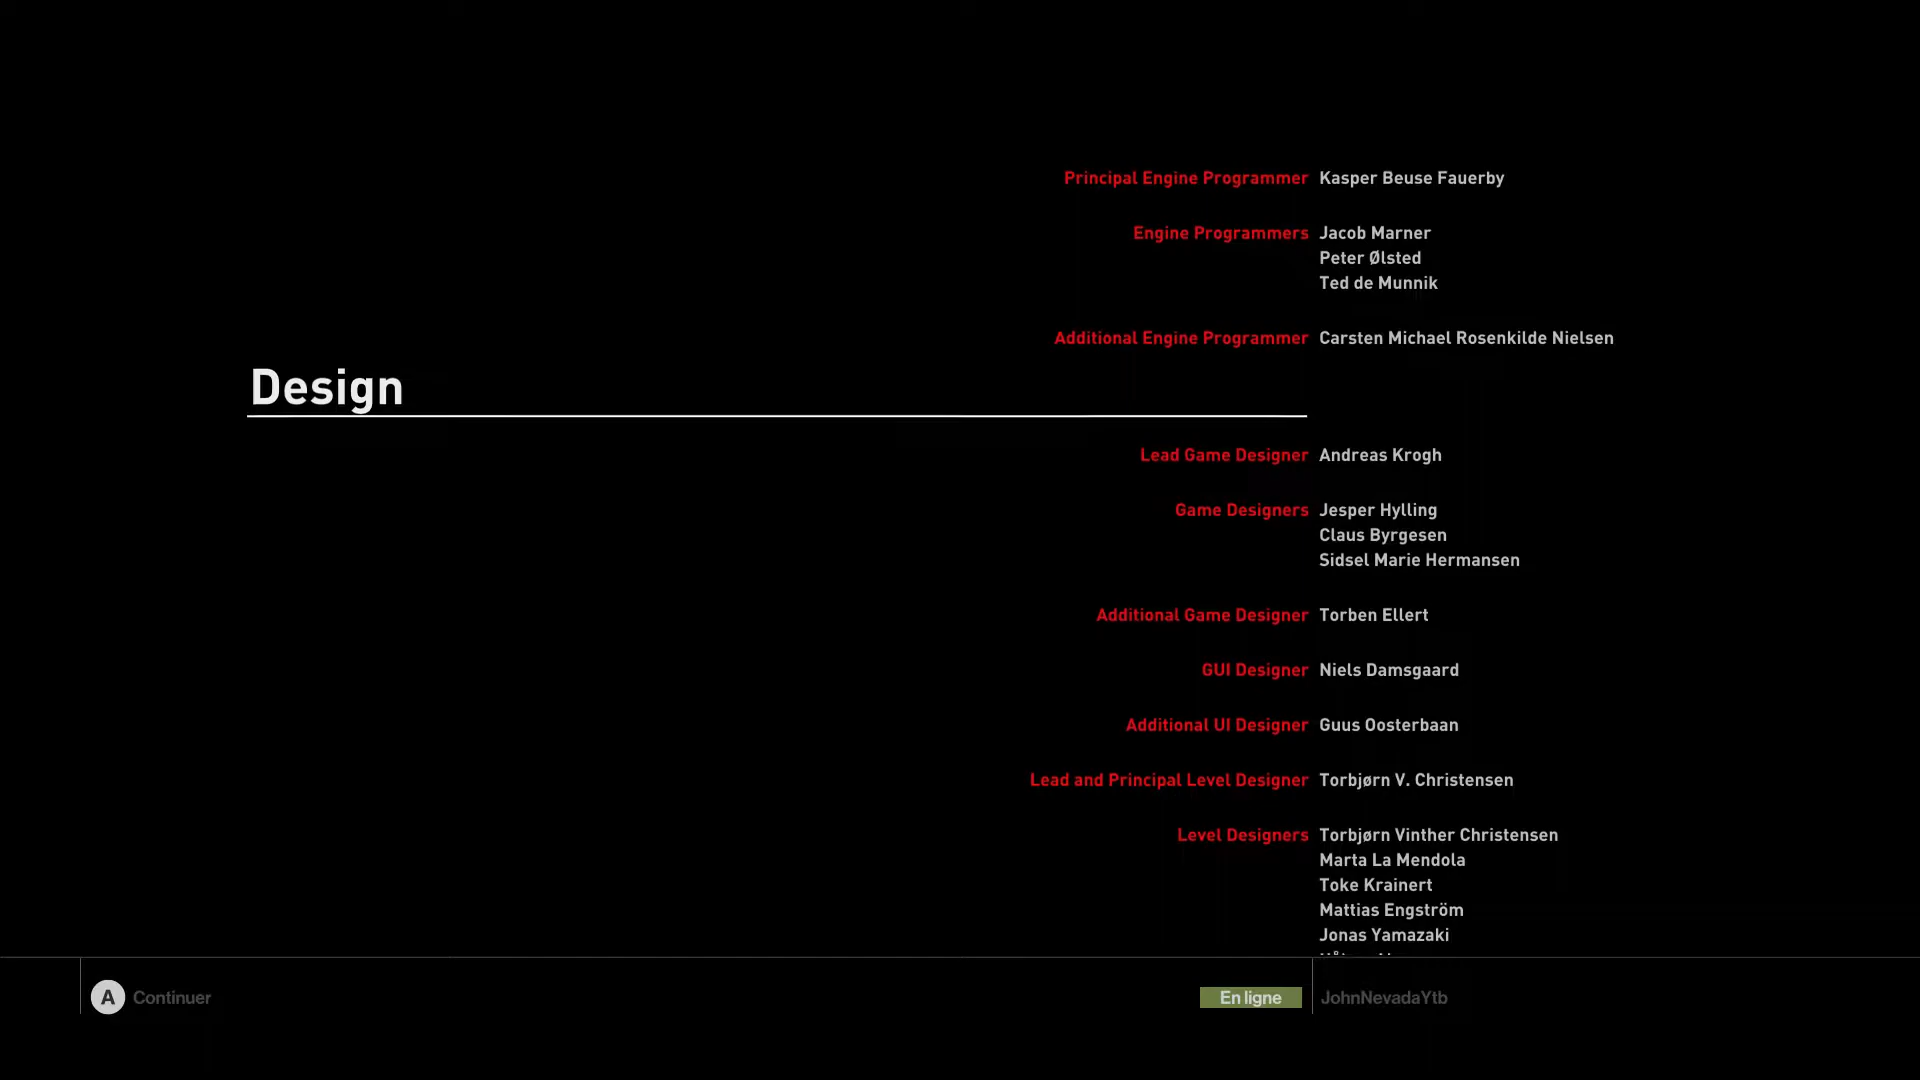 Principal Engine Programmer Kasper Beuse Fauerby
Engine Programmers Jacob Marner
Peter Ølsted
Ted de Munnik
Additional Engine Programmer Carsten Michael Rosenkilde Nielsen
Design
Lead Game Designer Andreas Krogh
Game Designers Jesper Hylling
Claus Byrgesen
Sidsel Marie Hermansen
Additional Game Designer Torben Ellert
GUI Designer Niels Damsgaard
Additional UI Designer Guus Oosterbaan
Lead and Principal Level Designer Torbjørn V. Christensen
Level Designers Torbjørn Vinther Christensen
Marta La Mendola
Toke Krainert
Mattias Engström
Jonas Yamazaki
A Continuer
En ligne JohnNevadaYtb